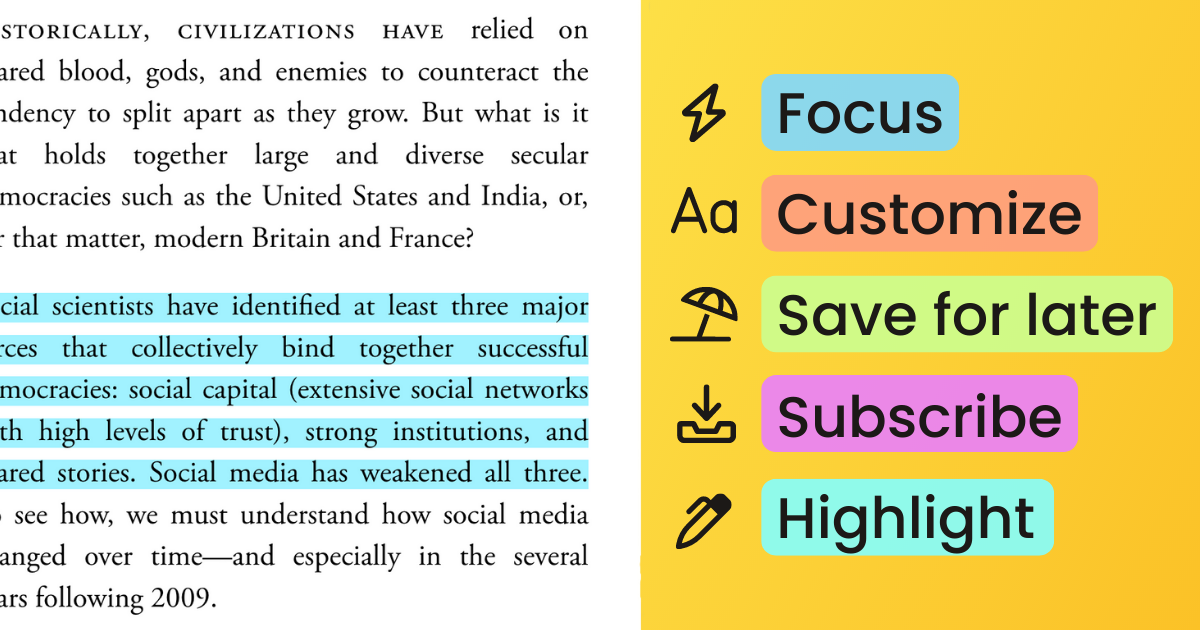 STORICALLY, CIVILIZATIONS HAVE relied on
ared blood, gods, and enemies to counteract the
ndency to split apart as they grow. But what is it
at holds together large and diverse secular
mocracies such as the United States and India, or,
r that matter, modern Britain and France?
cial scientists have identified at least three major
rces that collectively bind together successful
mocracies: social capital (extensive social networks
th high levels of trust), strong institutions, and
ared stories. Social media has weakened all three.
o see how, we must understand how social media
anged over time—and especially in the several
ars following 2009.
Focus
Aa Customize
Save for later
Subscribe
Highlight